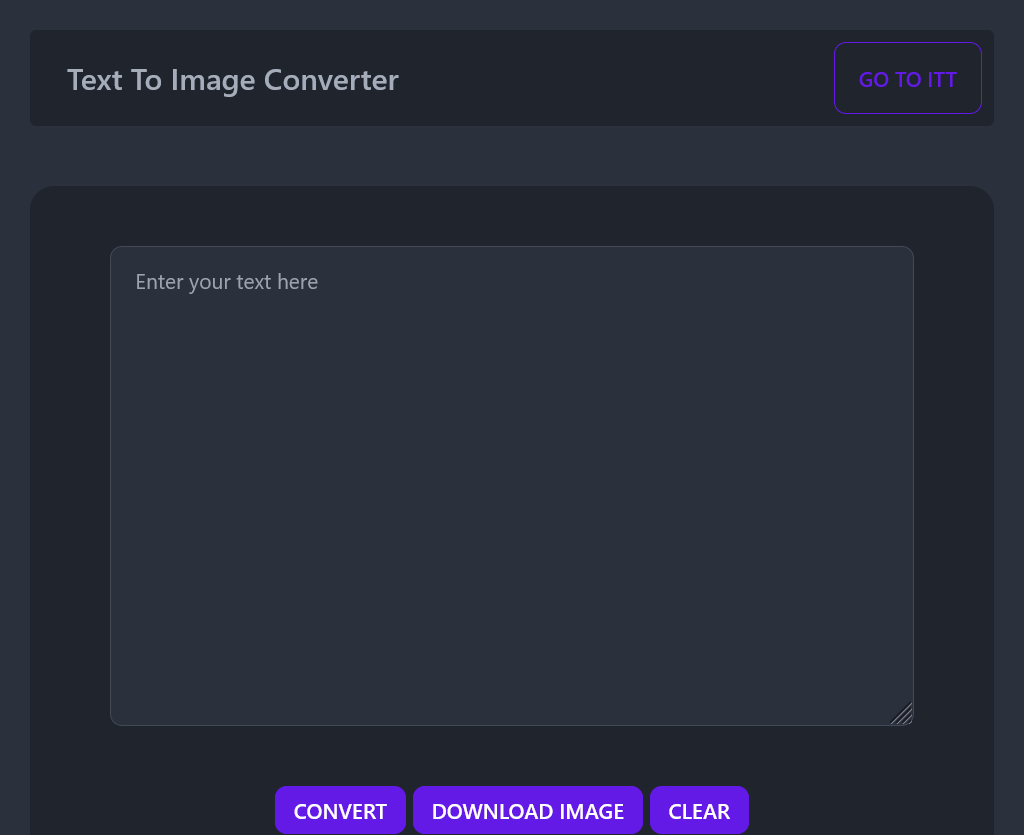 Text To Image Converter
GO TO ITT
Enter your text here
CONVERT
DOWNLOAD IMAGE
CLEAR